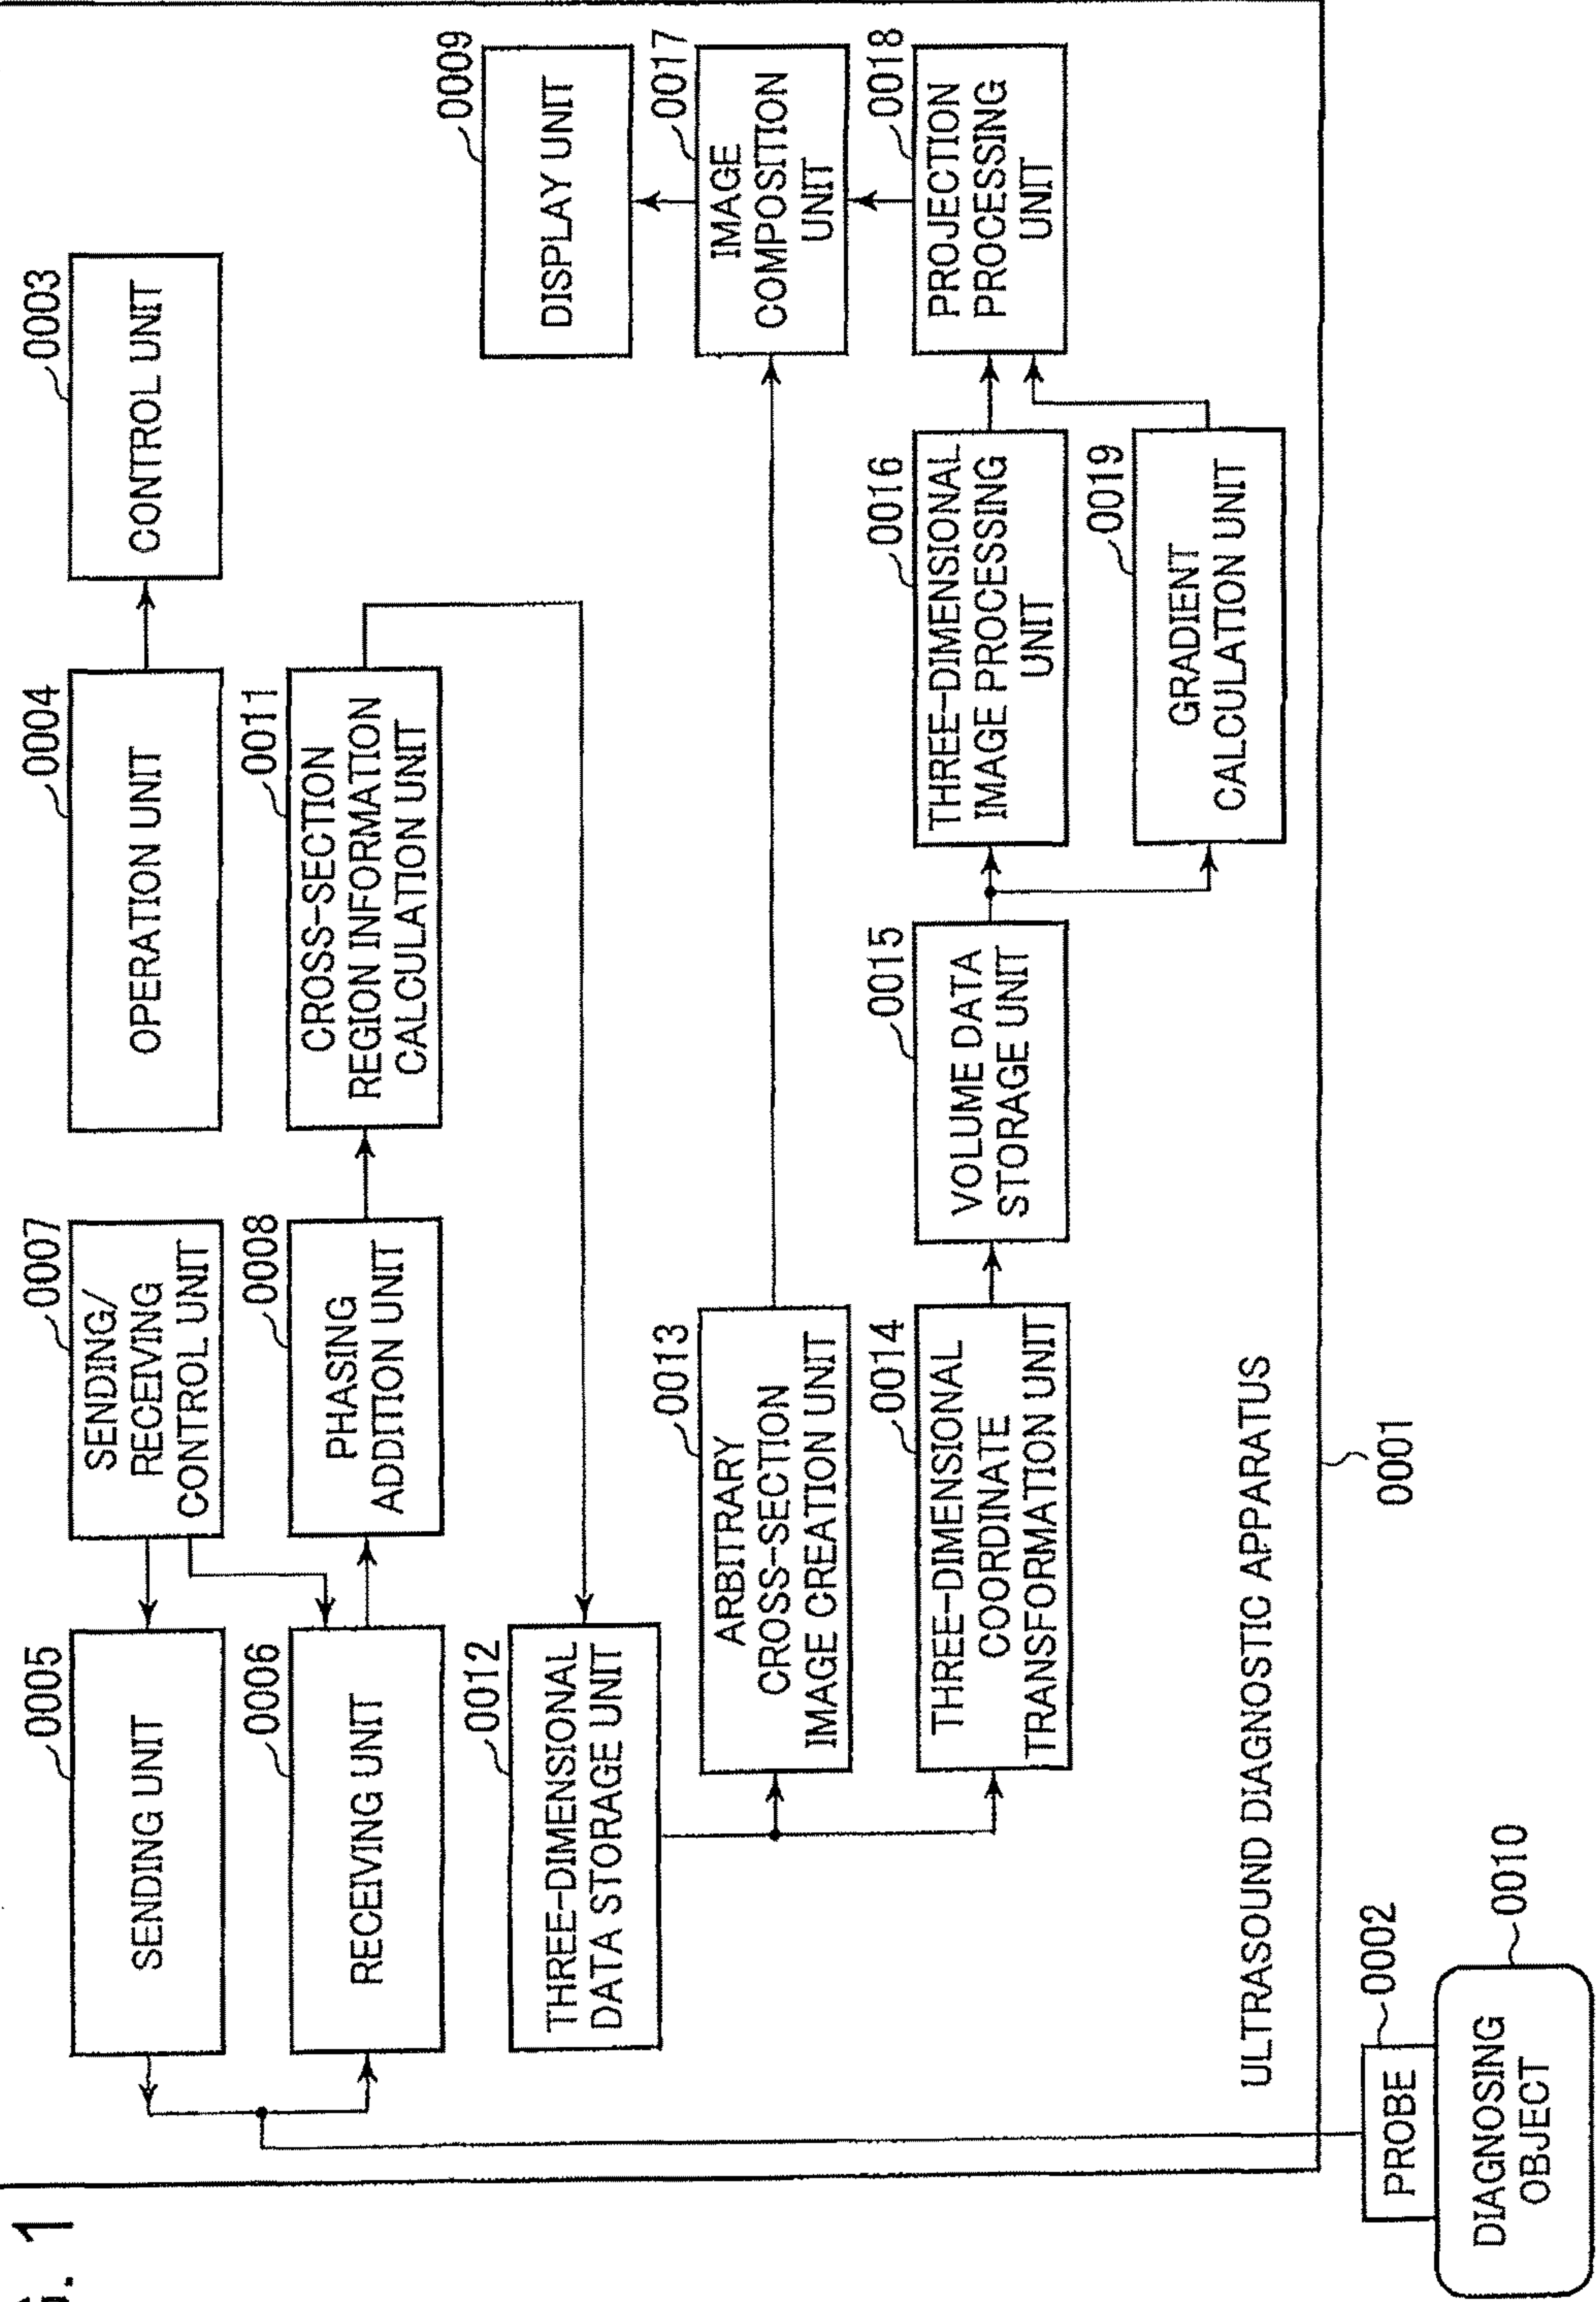 G. 1
0005
SENDING UNIT
0007
SENDING/
RECEIVING
CONTROL UNIT
0004
OPERATION UNIT
0003
CONTROL UNIT
0006
RECEIVING UNIT
0008
PHASING
ADDITION UNIT
0011
CROSS-SECTION
REGION INFORMATION
CALCULATION UNIT
0012
THREE-DIMENSIONAL
DATA STORAGE UNIT
0009
DISPLAY UNIT
0013
ARBITRARY
CROSS-SECTION
IMAGE CREATION UNIT
0017
IMAGE
COMPOSITION
UNIT
0014
THREE-DIMENSIONAL
COORDINATE
TRANSFORMATION UNIT
0015
VOLUME DATA
STORAGE UNIT
0016
THREE-DIMENSIONAL
IMAGE PROCESSING
UNIT
0018
PROJECTION
PROCESSING
UNIT
0019
GRADIENT
CALCULATION UNIT
ULTRASOUND DIAGNOSTIC APPARATUS
0001
PROBE
0002
DIAGNOSING
OBJECT
0010